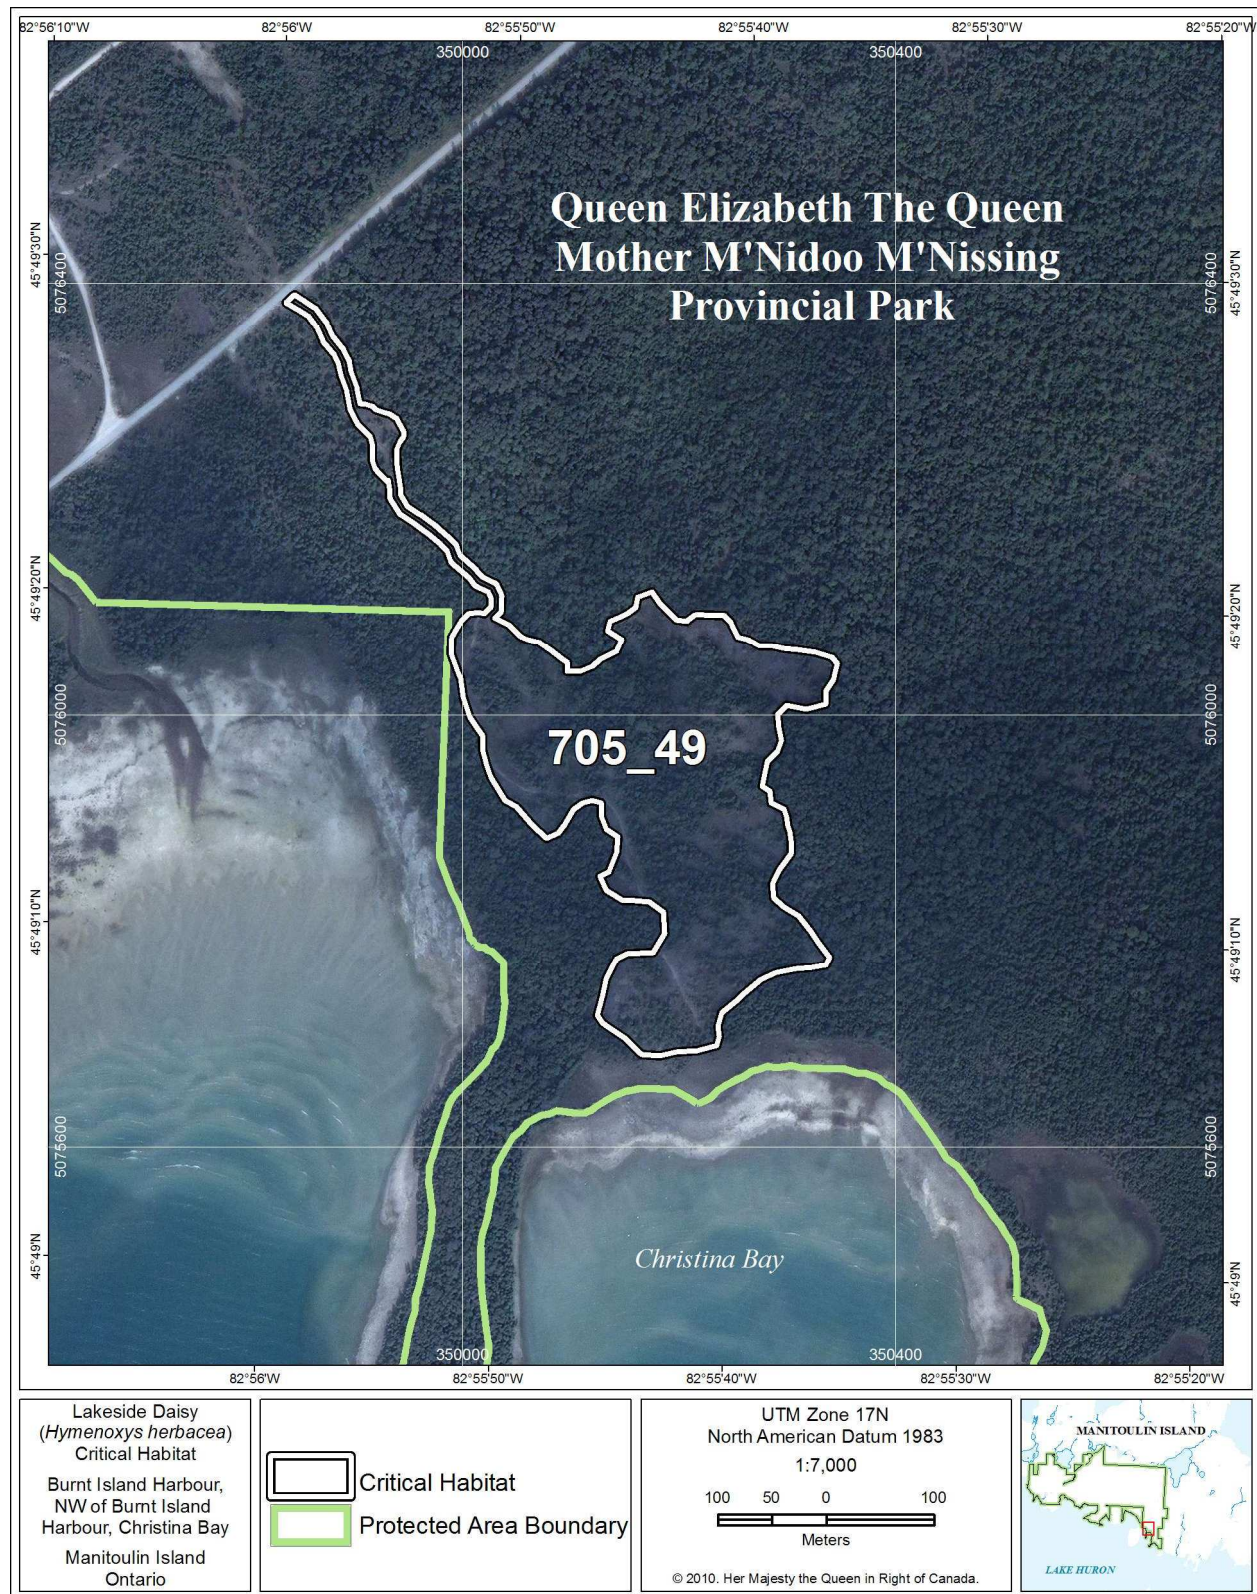 82°56'10"W 82°56'W 82°55'50"W 82°55'40"W 82°55'30"W 82°55'20"W
350000 350400
Queen Elizabeth The Queen
Mother M'Nidoo M'Nissing
Provincial Park
45°49'30"N
5076400
5076400
45°49'30"N
45°49'20"N
45°49'20"N
5076000
705_49
5076000
45°49'10"N
45°49'10"N
5075600
5075600
Christina Bay
45°49'N
45°49'N
350000 350400
82°56'W 82°55'50"W 82°55'40"W 82°55'30"W 82°55'20"W
Lakeside Daisy
(Hymenoxys herbacea)
Critical Habitat
Burnt Island Harbour,
NW of Burnt Island
Harbour, Christina Bay
Manitoulin Island
Ontario
Critical Habitat
Protected Area Boundary
UTM Zone 17N
North American Datum 1983
1:7,000
100 50 0 100
Meters
© 2010. Her Majesty the Queen in Right of Canada.
MANITOULIN ISLAND
LAKE HURON